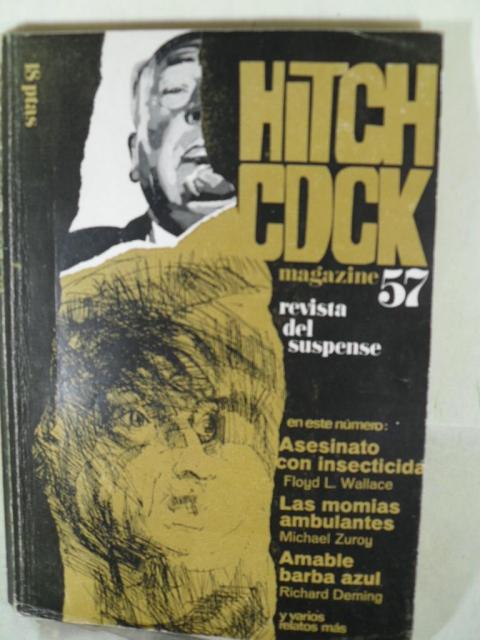 18 ptas
HiTCH
COCK
magazine 57
revista
del
suspense
en este número:
Asesinato
con insecticida
Floyd L. Wallace
Las momias
ambulantes
Michael Zuroy
Amable
barba azul
Richard Deming
y varios
relatos más